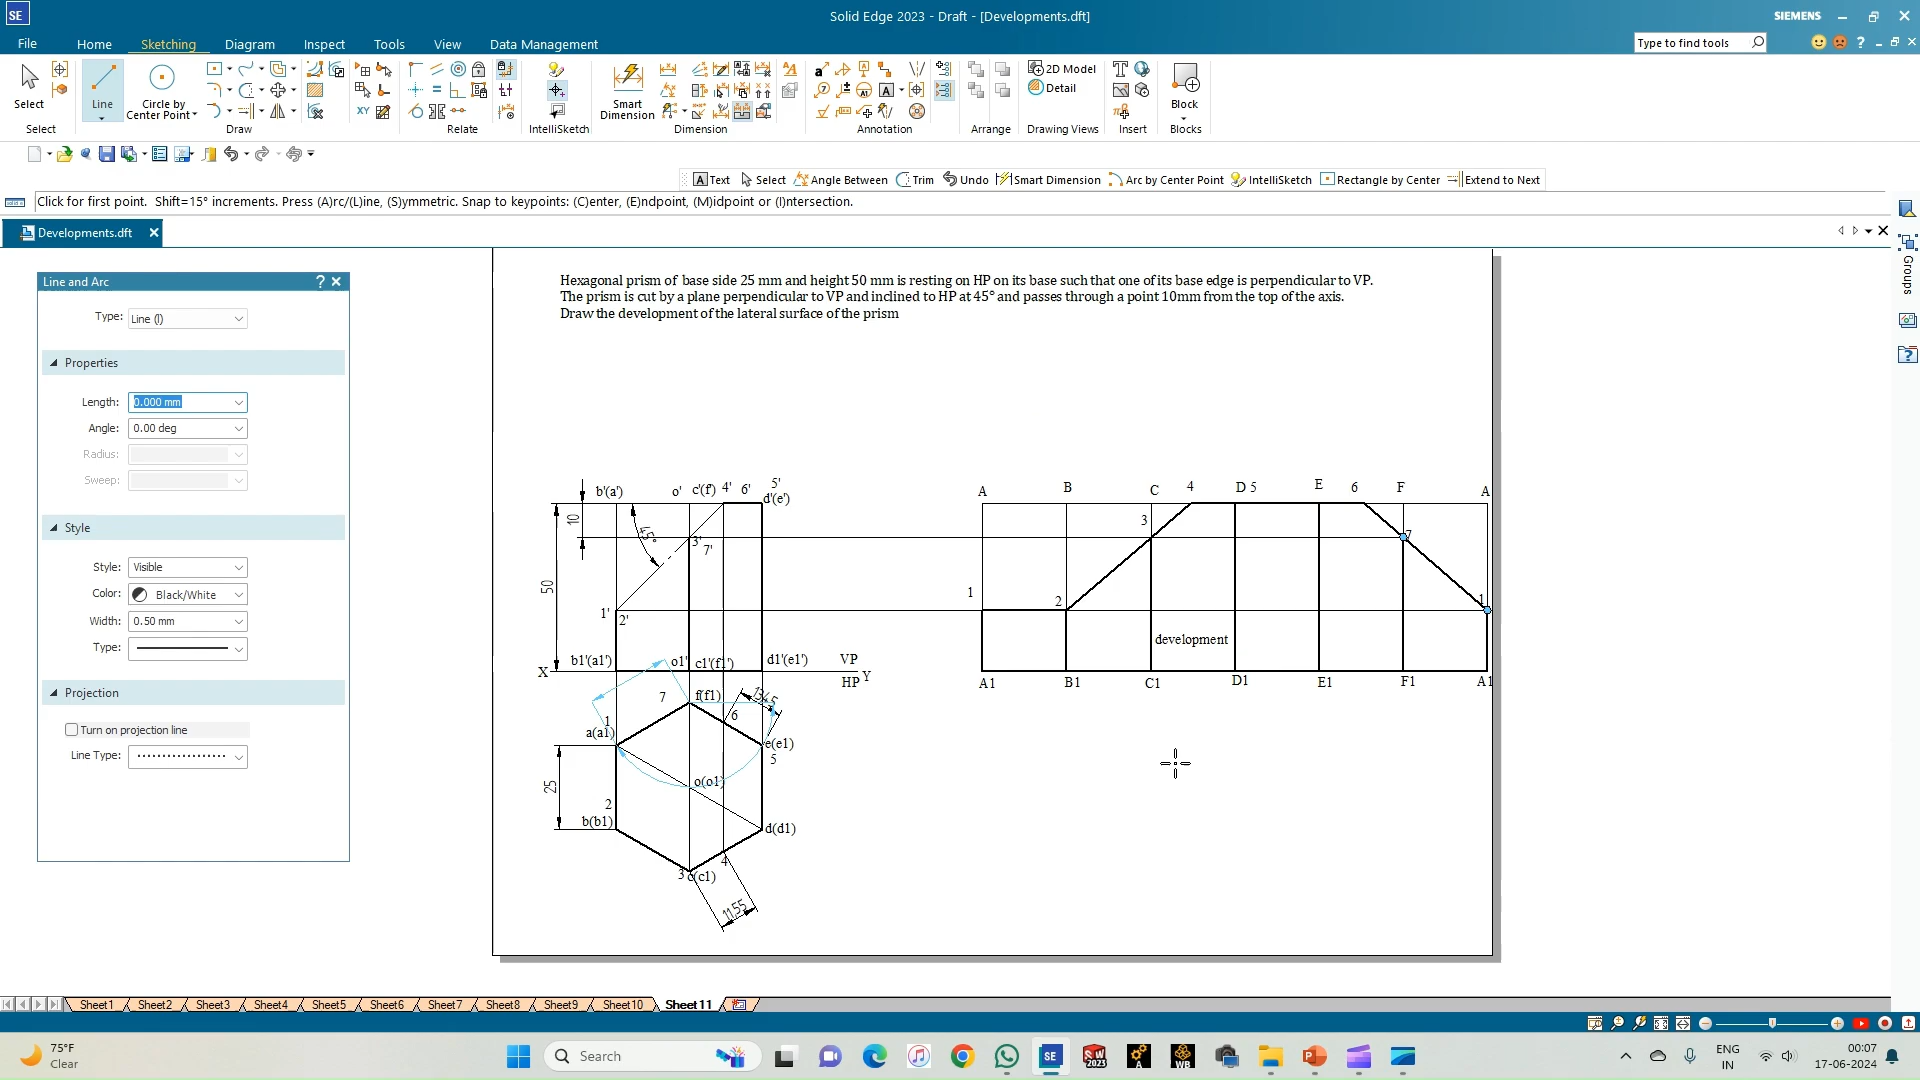 SE
Solid Edge 2023 - Draft - [Developments.dft]
SIEMENS
File Home Sketching Diagram Inspect Tools View Data Management
Type to find tools
Select
Line
Circle by
Center Point
Smart
Dimension
XY
A
2D Model
Detail
Block
Select Draw Relate IntelliSketch Dimension Annotation Arrange Drawing Views Insert Blocks
Text Select Angle Between Trim Undo Smart Dimension Arc by Center Point IntelliSketch Rectangle by Center Extend to Next
Click for first point. Shift=15° increments. Press (A)rc/(L)ine, (S)ymmetric. Snap to keypoints: (C)enter, (E)ndpoint, (M)idpoint or (I)ntersection.
Developments.dft
Groups
Line and Arc
Type: Line (l)
Properties
Length: 0.000 mm
Angle: 0.00 deg
Radius:
Sweep:
Style
Style: Visible
Color: Black/White
Width: 0.50 mm
Type:
Projection
Turn on projection line
Line Type:
Hexagonal prism of base side 25 mm and height 50 mm is resting on HP on its base such that one of its base edge is perpendicular to VP.
The prism is cut by a plane perpendicular to VP and inclined to HP at 45° and passes through a point 10mm from the top of the axis.
Draw the development of the lateral surface of the prism
b'(a') o' c'(f') 4' 6' 5'
d'(e')
10
45°
3'
7'
50
1'
2'
b1'(a1') o1' c1'(f1') d1'(e1') VP
X HP Y
7 f(f1) 13.45
1 6
a(a1) e(e1)
5
25
o(o1)
2
b(b1) d(d1)
4
3 c(c1)
11.55
A B C 4 D 5 E 6 F A
3
7
1 2 1
development
A1 B1 C1 D1 E1 F1 A1
Sheet1 Sheet2 Sheet3 Sheet4 Sheet5 Sheet6 Sheet7 Sheet8 Sheet9 Sheet10 Sheet11
75°F
Clear
Search
SE
SW
2023
A
WB
P
ENG
IN
00:07
17-06-2024